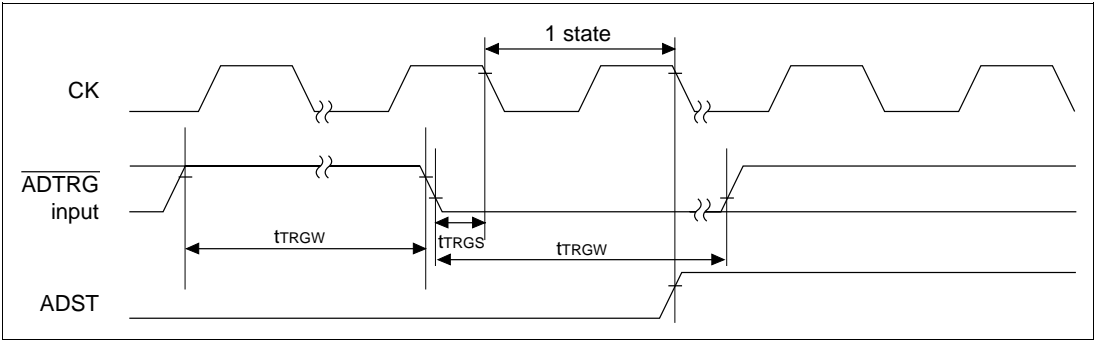 1 state
CK
ADTRG
input
tTRGW
tTRGS
tTRGW
ADST